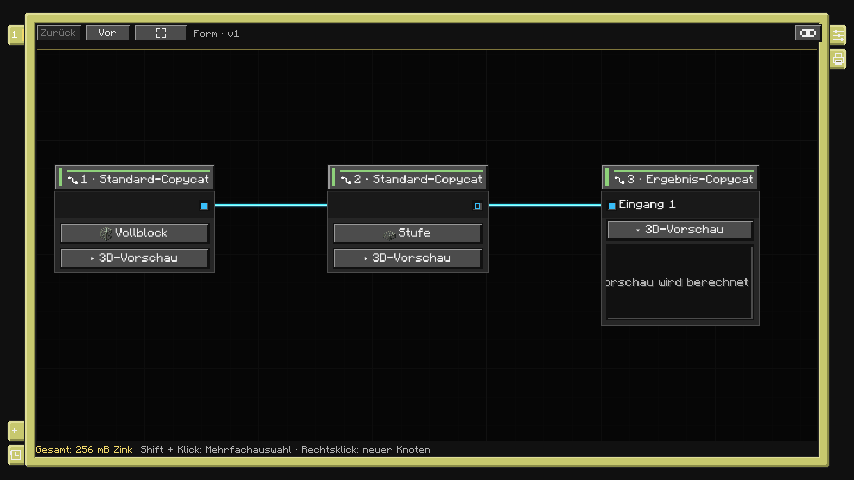 1
Zurück
Vor
Form · v1
1 · Standard-Copycat
Vollblock
3D-Vorschau
2 · Standard-Copycat
Stufe
3D-Vorschau
3 · Ergebnis-Copycat
Eingang 1
3D-Vorschau
orschau wird berechnet
+
Gesamt: 256 mB Zink Shift + Klick: Mehrfachauswahl · Rechtsklick: neuer Knoten